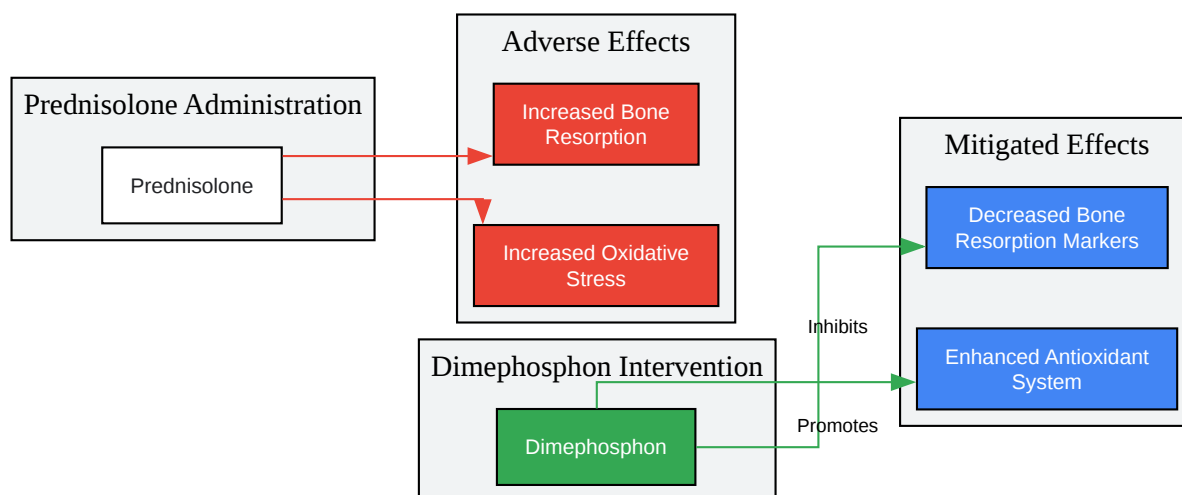 Adverse Effects
Prednisolone Administration
Increased Bone
Resorption
Prednisolone
Increased Oxidative
Stress
Mitigated Effects
Decreased Bone
Resorption Markers
Inhibits
Enhanced Antioxidant
System
Dimephosphon Intervention
Promotes
Dimephosphon